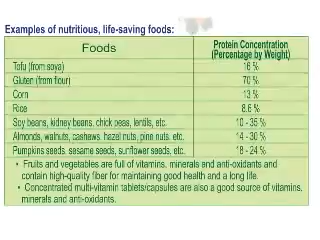 Examples of nutritious, life-saving foods:
Foods
Protein Concentration
(Percentage by Weight)
Tofu (from soya) 16 %
Gluten (from flour) 70 %
Corn 13 %
Rice 8.6 %
Soy beans, kidney beans, chick peas, lentils, etc. 10 - 35 %
Almonds, walnuts, cashews, hazel nuts, pine nuts, etc. 14 - 30 %
Pumpkins seeds, sesame seeds, sunflower seeds, etc. 18 - 24 %
• Fruits and vegetables are full of vitamins, minerals and anti-oxidants and
contain high-quality fiber for maintaining good health and a long life.
• Concentrated multi-vitamin tablets/capsules are also a good source of vitamins,
minerals and anti-oxidants.